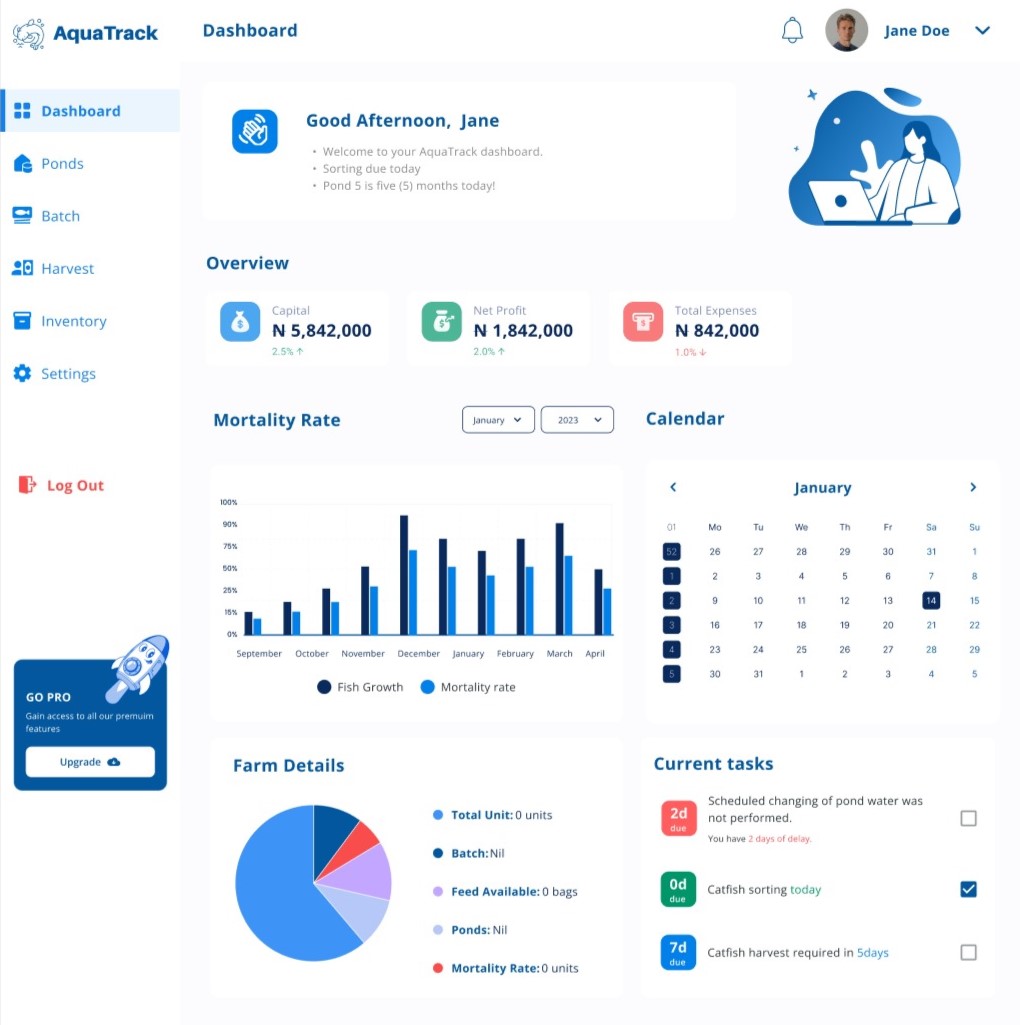 AquaTrack
Dashboard
Jane Doe
Dashboard
Ponds
Batch
Harvest
Inventory
Settings
Log Out
GO PRO
Gain access to all our premuim
features
Upgrade
Good Afternoon, Jane
• Welcome to your AquaTrack dashboard.
• Sorting due today
• Pond 5 is five (5) months today!
Overview
Capital
₦ 5,842,000
2.5% ↑
Net Profit
₦ 1,842,000
2.0% ↑
Total Expenses
₦ 842,000
1.0% ↓
Mortality Rate
January
2023
100%
90%
75%
50%
25%
15%
0%
September October November December January February March April
Fish Growth Mortality rate
Calendar
January
01 Mo Tu We Th Fr Sa Su
52 26 27 28 29 30 31 1
1 2 3 4 5 6 7 8
2 9 10 11 12 13 14 15
3 16 17 18 19 20 21 22
4 23 24 25 26 27 28 29
5 30 31 1 2 3 4 5
Farm Details
Total Unit: 0 units
Batch: Nil
Feed Available: 0 bags
Ponds: Nil
Mortality Rate: 0 units
Current tasks
2d
due
Scheduled changing of pond water was
not performed.
You have 2 days of delay.
0d
due
Catfish sorting today
7d
due
Catfish harvest required in 5days